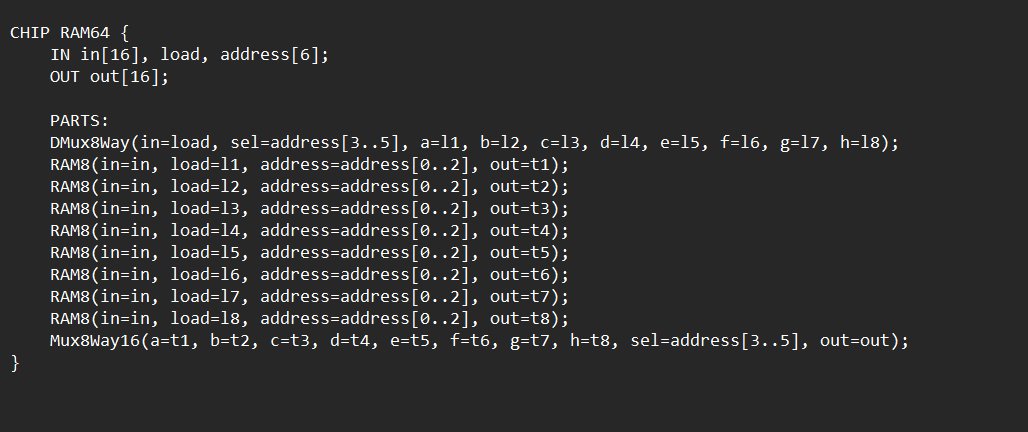 CHIP RAM64 {
    IN in[16], load, address[6];
    OUT out[16];
    PARTS:
    DMux8Way(in=load, sel=address[3..5], a=l1, b=l2, c=l3, d=l4, e=l5, f=l6, g=l7, h=l8);
    RAM8(in=in, load=l1, address=address[0..2], out=t1);
    RAM8(in=in, load=l2, address=address[0..2], out=t2);
    RAM8(in=in, load=l3, address=address[0..2], out=t3);
    RAM8(in=in, load=l4, address=address[0..2], out=t4);
    RAM8(in=in, load=l5, address=address[0..2], out=t5);
    RAM8(in=in, load=l6, address=address[0..2], out=t6);
    RAM8(in=in, load=l7, address=address[0..2], out=t7);
    RAM8(in=in, load=l8, address=address[0..2], out=t8);
    Mux8Way16(a=t1, b=t2, c=t3, d=t4, e=t5, f=t6, g=t7, h=t8, sel=address[3..5], out=out);
}